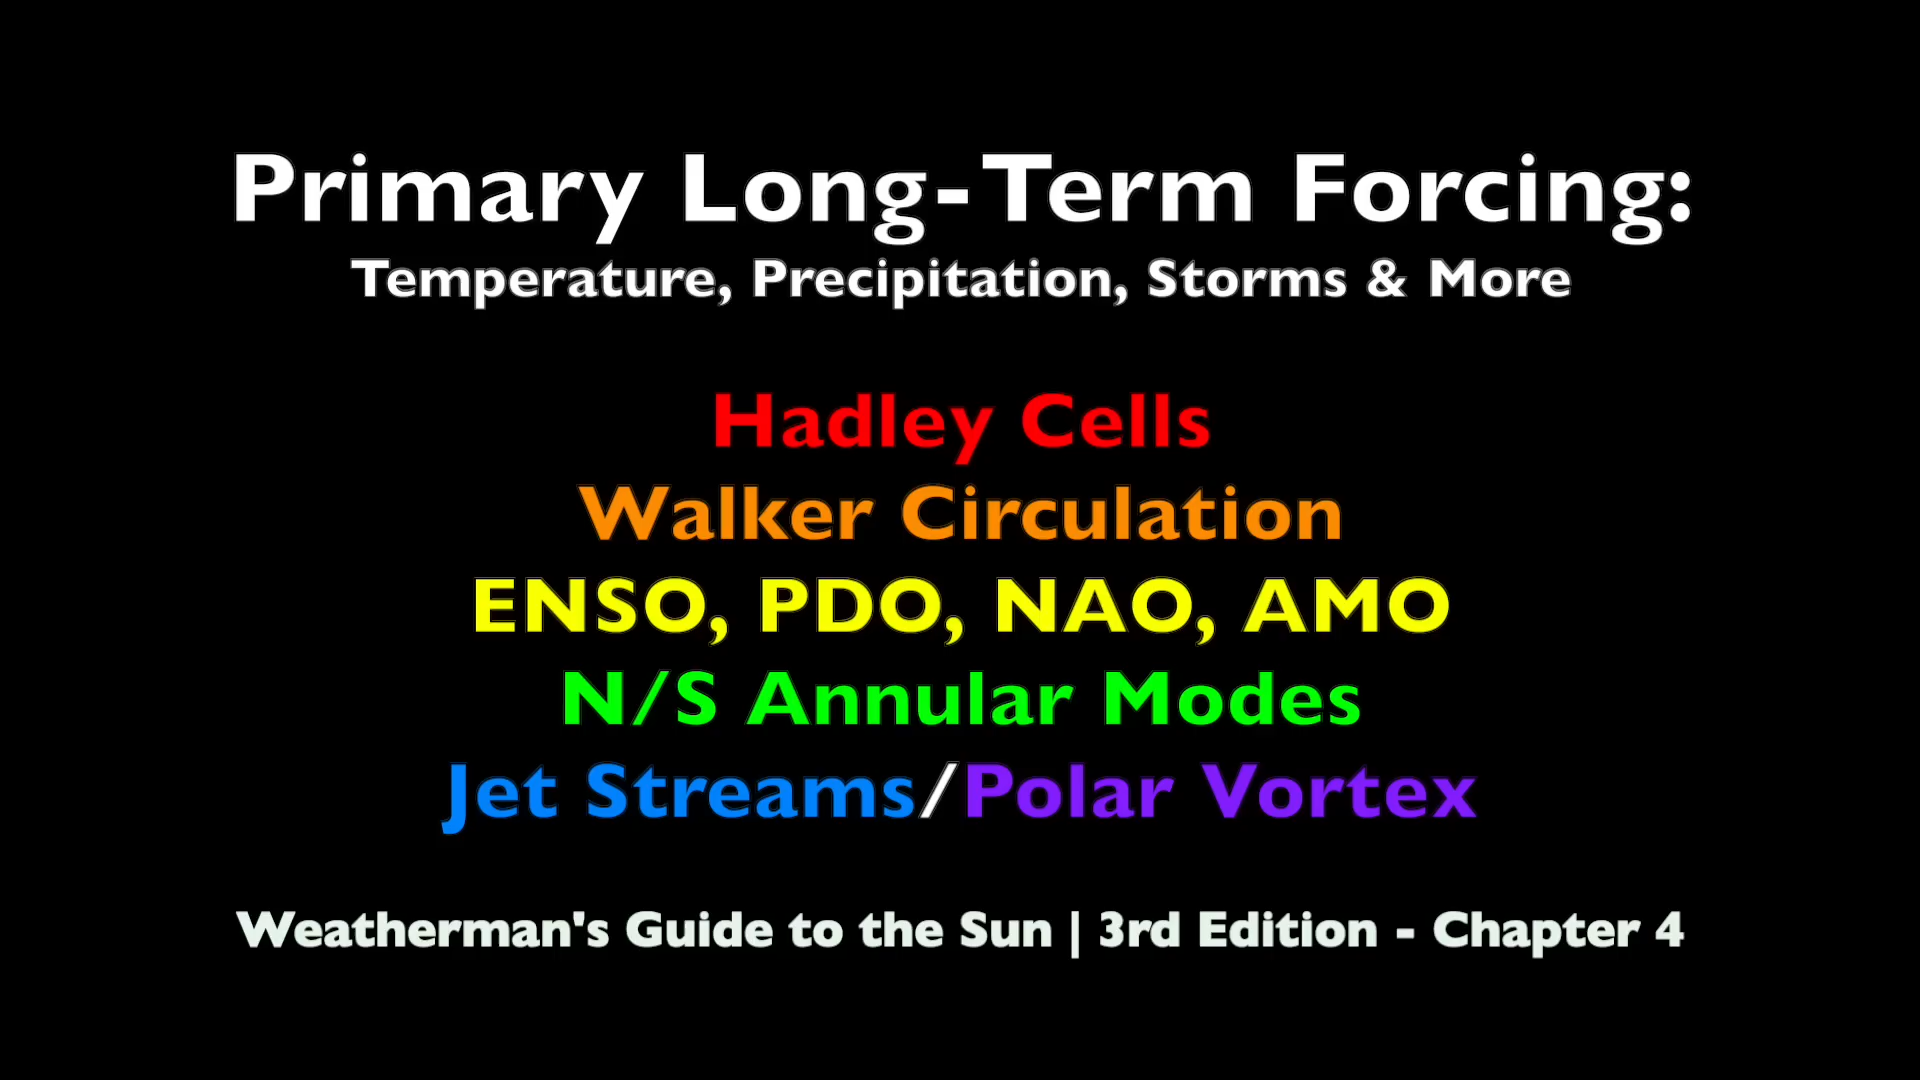 Primary Long-Term Forcing:
Temperature, Precipitation, Storms & More
Hadley Cells
Walker Circulation
ENSO, PDO, NAO, AMO
N/S Annular Modes
Jet Streams/Polar Vortex
Weatherman's Guide to the Sun | 3rd Edition - Chapter 4